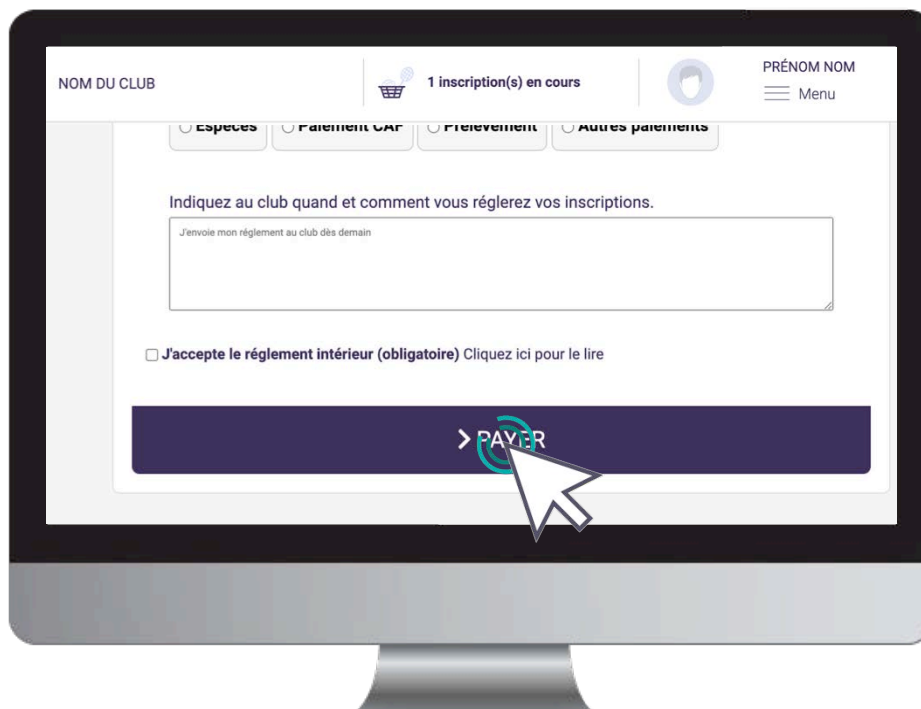 NOM DU CLUB
1 inscription(s) en cours
PRÉNOM NOM
Menu
Espèces Paiement CAF Prélèvement Autres paiements
Indiquez au club quand et comment vous réglerez vos inscriptions.
J'envoie mon réglement au club dès demain
J'accepte le réglement intérieur (obligatoire) Cliquez ici pour le lire
PAYER